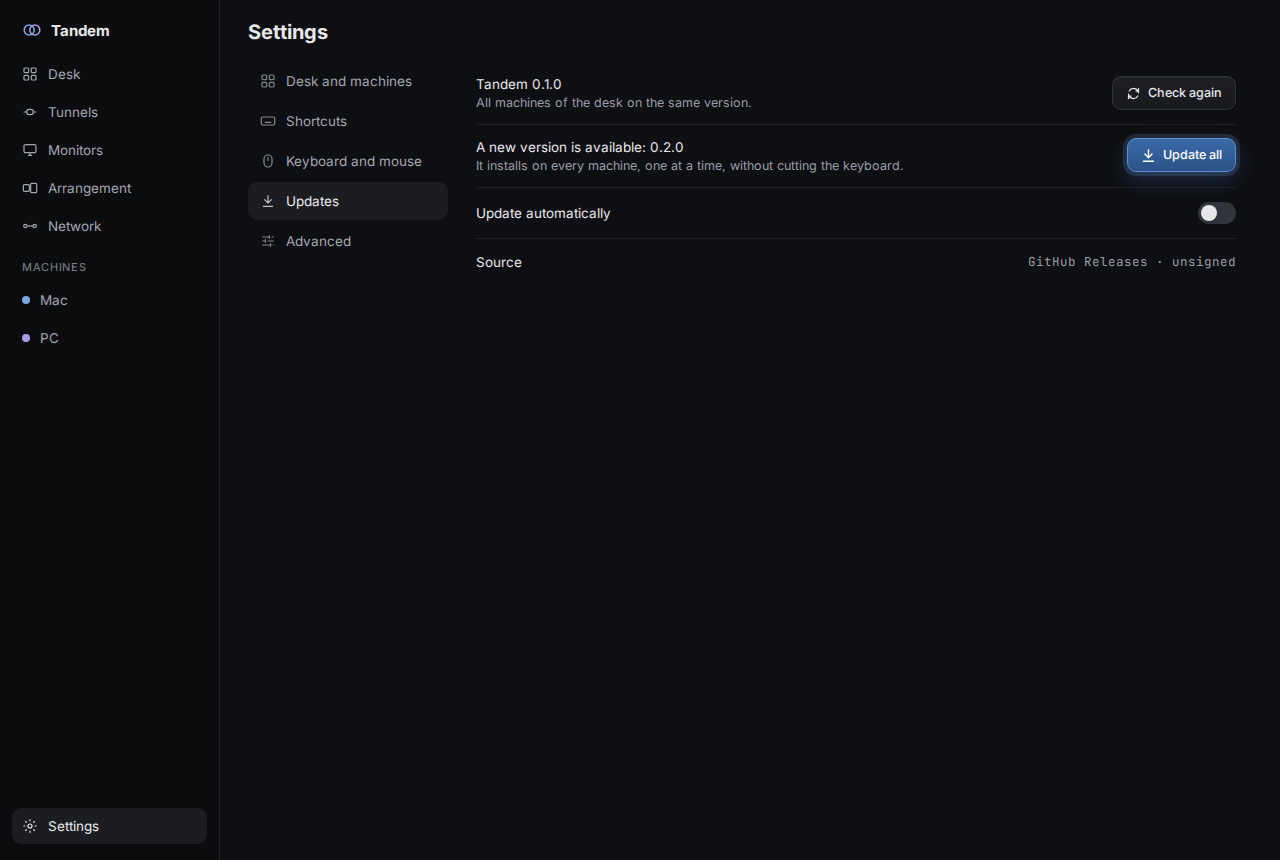 Tandem
Desk
Tunnels
Monitors
Arrangement
Network
MACHINES
Mac
PC
Settings
Settings
Desk and machines
Shortcuts
Keyboard and mouse
Updates
Advanced
Tandem 0.1.0
All machines of the desk on the same version.
Check again
A new version is available: 0.2.0
It installs on every machine, one at a time, without cutting the keyboard.
Update all
Update automatically
Source
GitHub Releases · unsigned